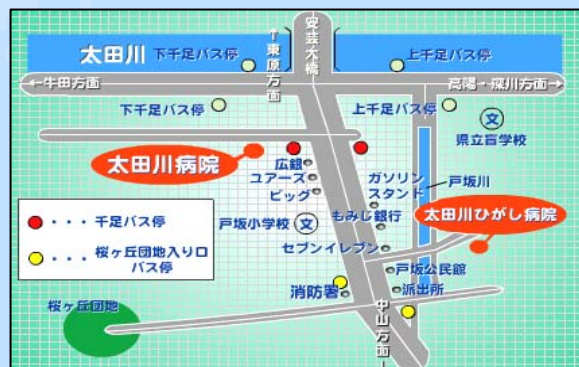 太田川
下千足バス停
↑東原方面
安芸大橋
上千足バス停
←牛田方面
高陽・深川方面→
下千足バス停
上千足バス停
文
県立盲学校
太田川病院
広銀
ユアーズ
ビッグ
ガソリン
スタンド
戸坂川
太田川ひがし病院
・・・千足バス停
戸坂小学校
文
もみじ銀行
・・・桜ヶ丘団地入り口
バス停
セブンイレブン
戸坂公民館
消防署
派出所
桜ヶ丘団地
中山方面→